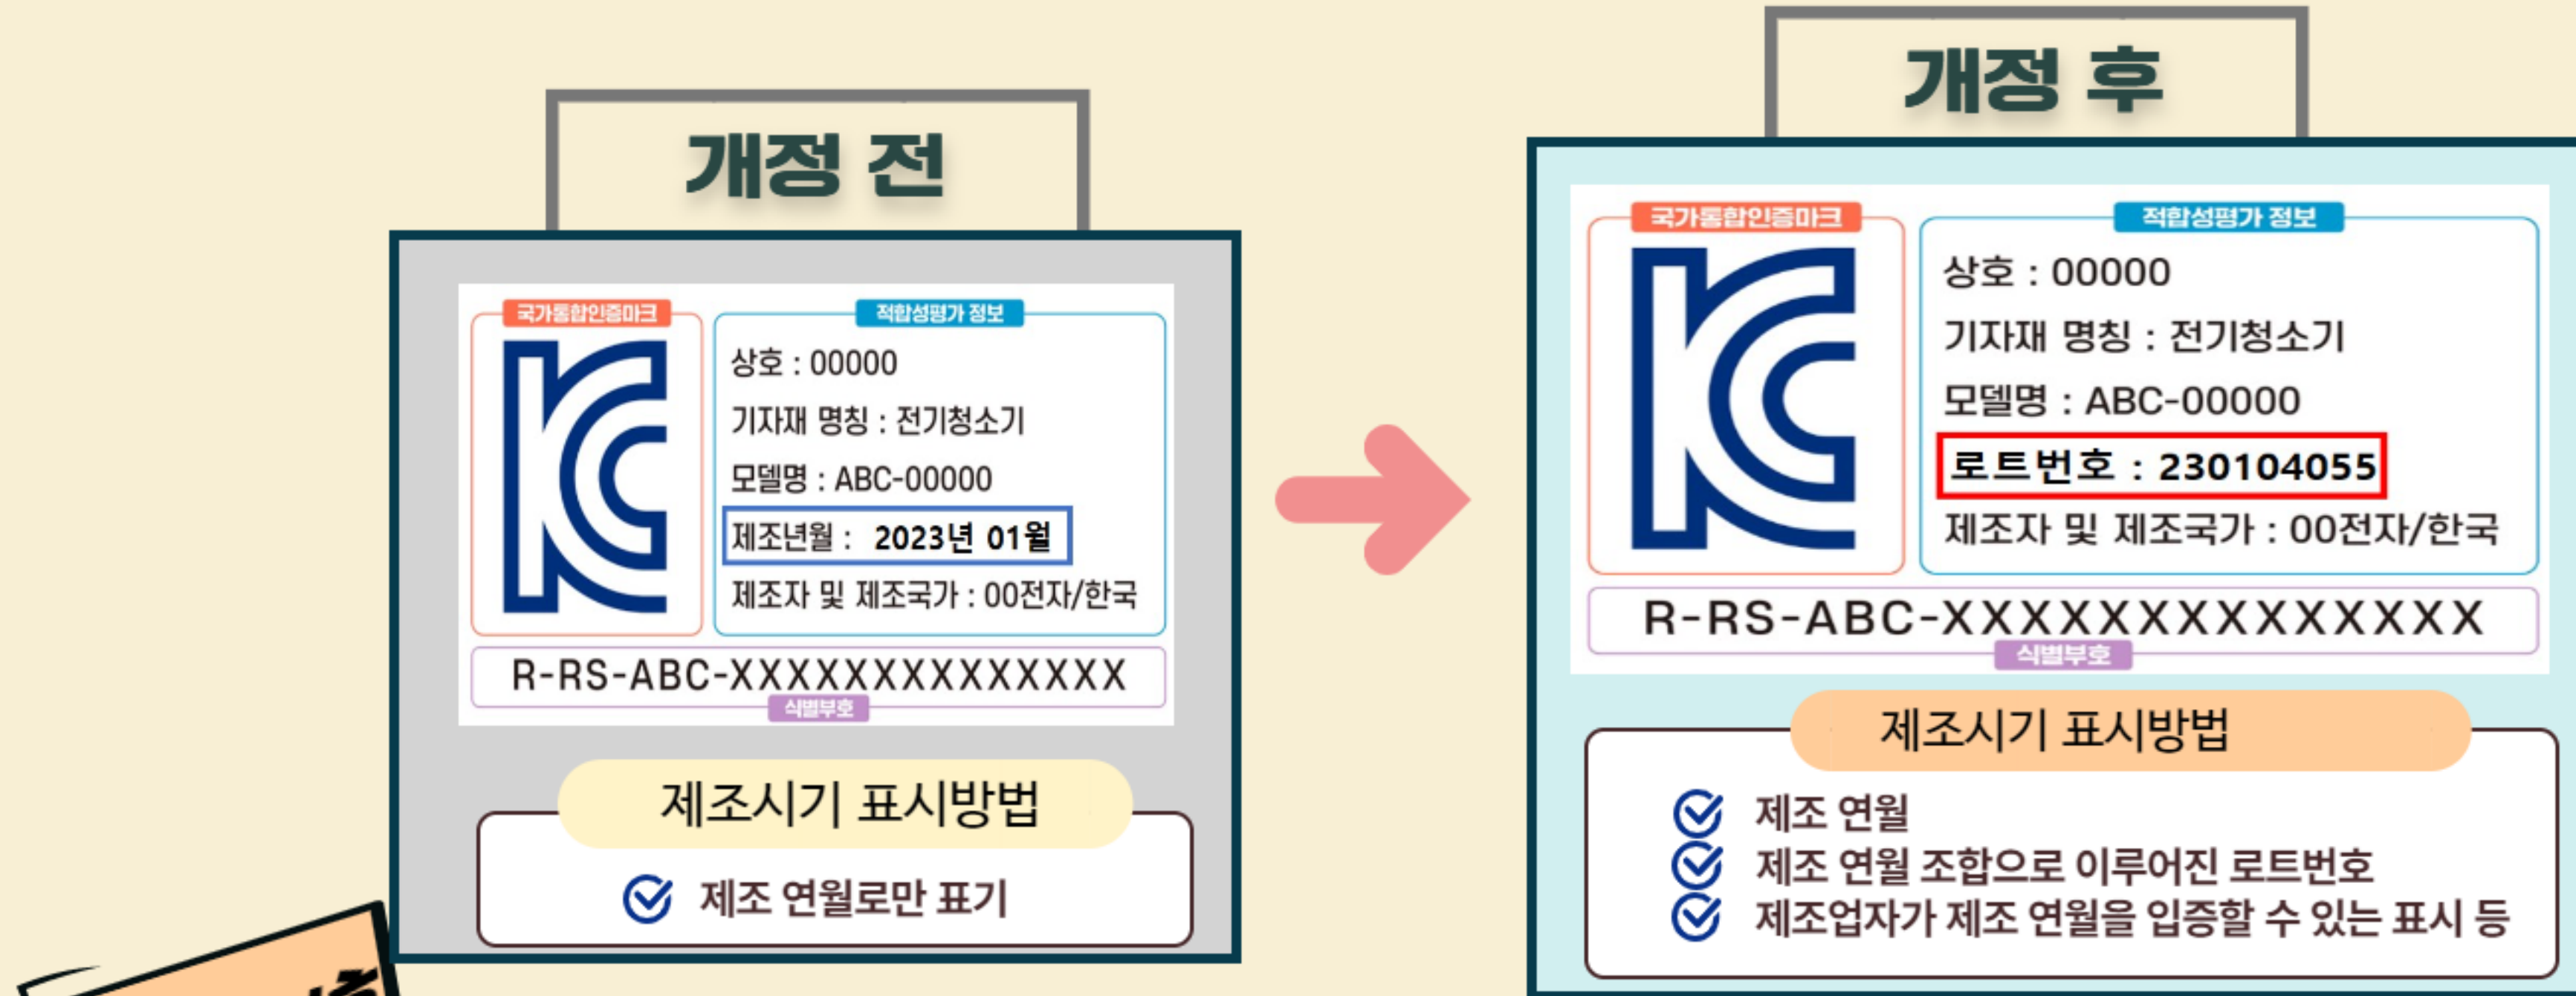 개정 전
국가통합인증마크
적합성평가 정보
상호 : 00000
기자재 명칭 : 전기청소기
모델명 : ABC-00000
제조년월 : 2023년 01월
제조자 및 제조국가 : 00전자/한국
R-RS-ABC-XXXXXXXXXXXXXX
식별부호
제조시기 표시방법
제조 연월로만 표기
개정 후
국가통합인증마크
적합성평가 정보
상호 : 00000
기자재 명칭 : 전기청소기
모델명 : ABC-00000
로트번호 : 230104055
제조자 및 제조국가 : 00전자/한국
R-RS-ABC-XXXXXXXXXXXXXX
식별부호
제조시기 표시방법
제조 연월
제조 연월 조합으로 이루어진 로트번호
제조업자가 제조 연월을 입증할 수 있는 표시 등